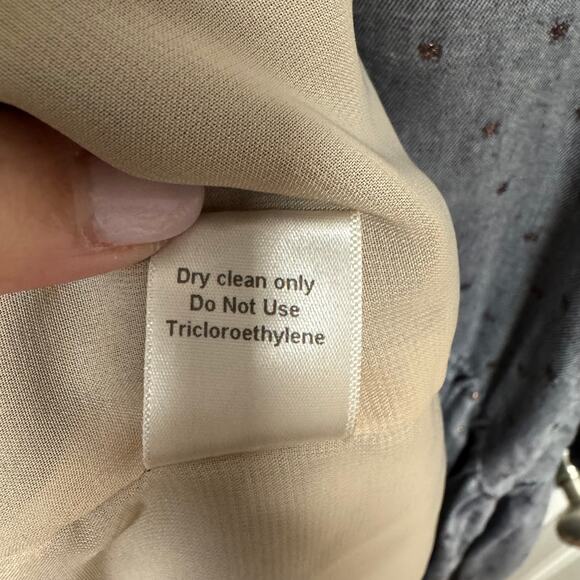 Dry clean only
Do Not Use
Tricloroethylene